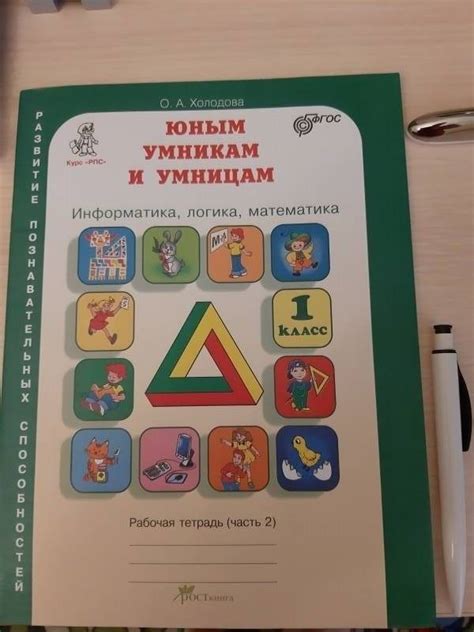 О. А. Холодова
Курс «РПС»
ФГОС
ЮНЫМ
УМНИКАМ
И УМНИЦАМ
Информатика, логика, математика
РАЗВИТИЕ ПОЗНАВАТЕЛЬНЫХ СПОСОБНОСТЕЙ
1
КЛАСС
Рабочая тетрадь (часть 2)
РОСТкнига